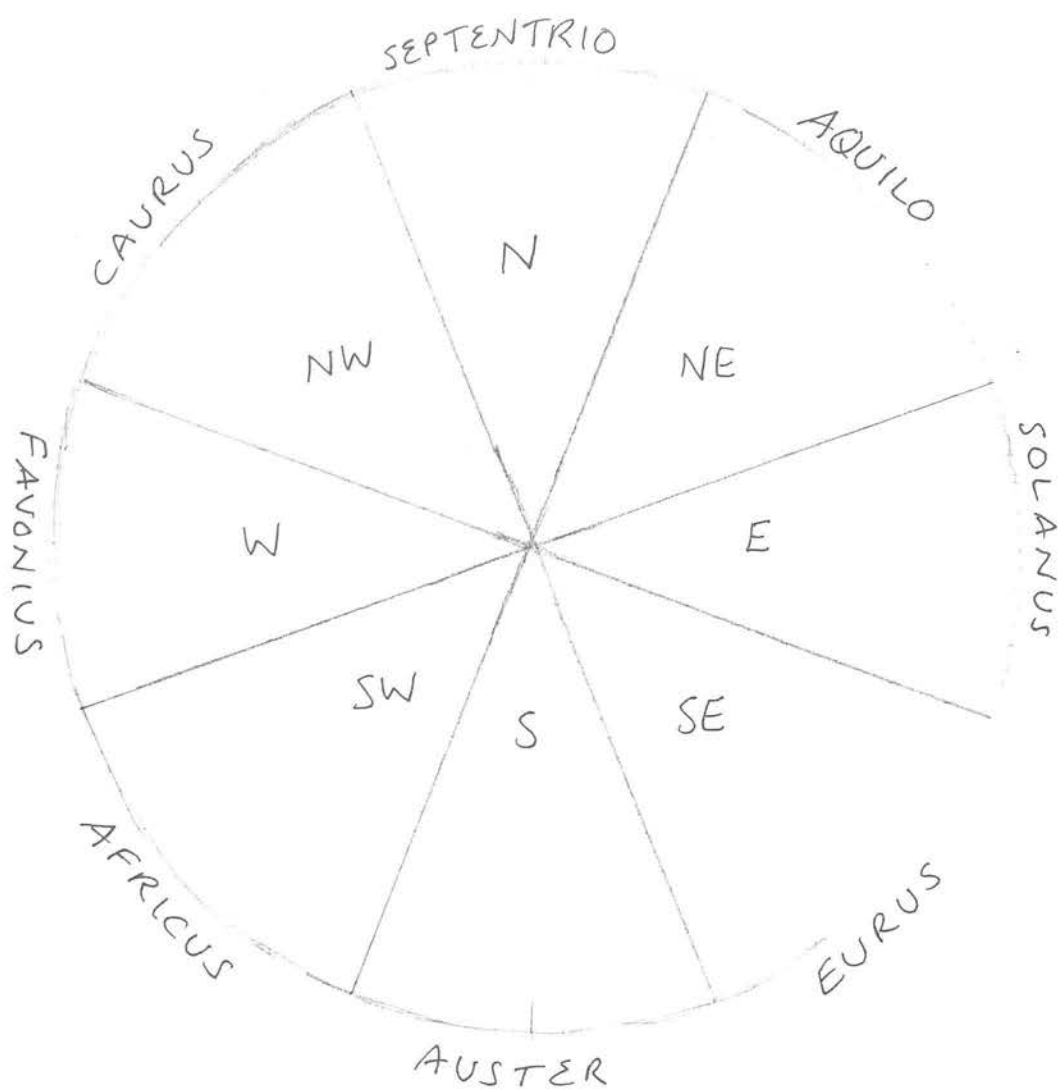 SEPTENTRIO
AQUILO
CAURUS
N
NW
NE
SOLANUS
FAVONIUS
W
E
SW
S
SE
AFRICUS
EURUS
AUSTER